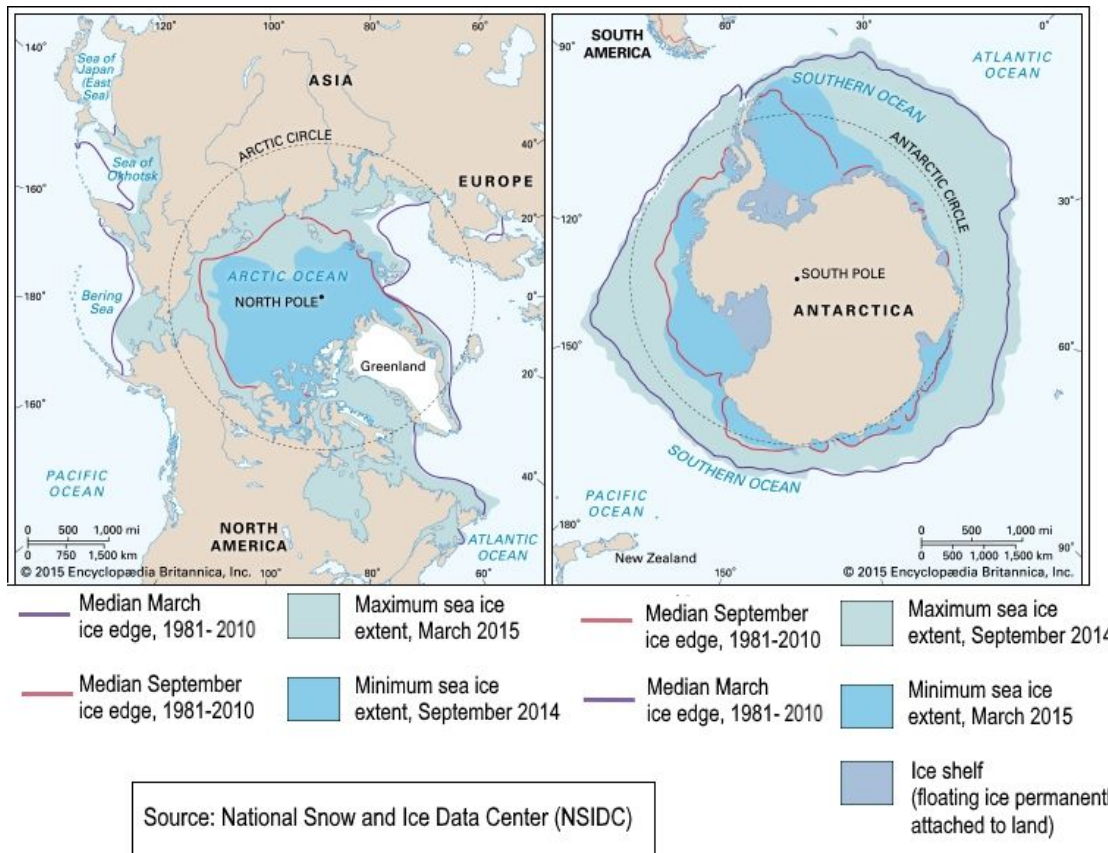 140°
160°
120°
100°
80°
60°
Sea of
Japan
(East
Sea)
ASIA
ARCTIC CIRCLE
40°
Sea of
Okhotsk
EUROPE
160°
20°
ARCTIC OCEAN
NORTH POLE
Bering
Sea
180°
0°
Greenland
20°
160°
40°
PACIFIC
OCEAN
NORTH
AMERICA
ATLANTIC
OCEAN
0 500 1,000 mi
0 750 1,500 km
© 2015 Encyclopædia Britannica, Inc.
100°
80°
60°
SOUTH
AMERICA
60°
30°
0°
90°
ATLANTIC
OCEAN
SOUTHERN OCEAN
ANTARCTIC CIRCLE
120°
30°
SOUTH POLE
ANTARCTICA
150°
60°
SOUTHERN OCEAN
PACIFIC
OCEAN
180°
New Zealand
0 500 1,000 mi
0 750 1,500 km
90°
150°
120°
© 2015 Encyclopædia Britannica, Inc.
Median March
ice edge, 1981-2010
Maximum sea ice
extent, March 2015
Median September
ice edge, 1981-2010
Maximum sea ice
extent, September 2014
Median September
ice edge, 1981-2010
Minimum sea ice
extent, September 2014
Median March
ice edge, 1981-2010
Minimum sea ice
extent, March 2015
Ice shelf
(floating ice permanent
attached to land)
Source: National Snow and Ice Data Center (NSIDC)